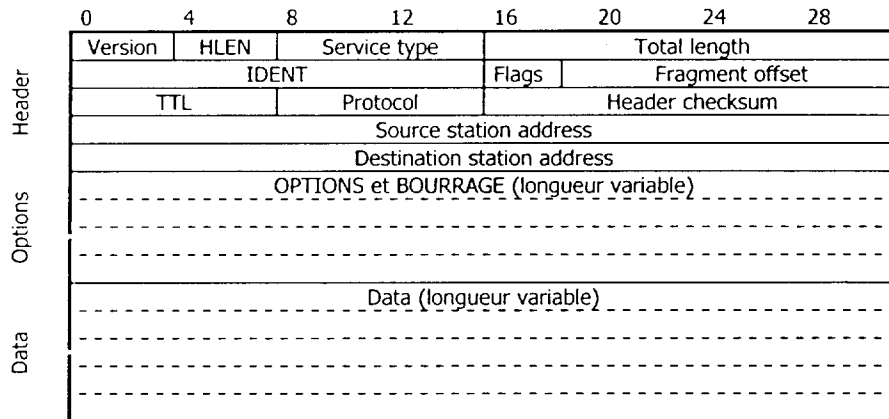 0 4 8 12 16 20 24 28
Version HLEN Service type Total length
IDENT Flags Fragment offset
TTL Protocol Header checksum
Source station address
Destination station address
OPTIONS et BOURRAGE (longueur variable)
Data (longueur variable)
Header
Options
Data